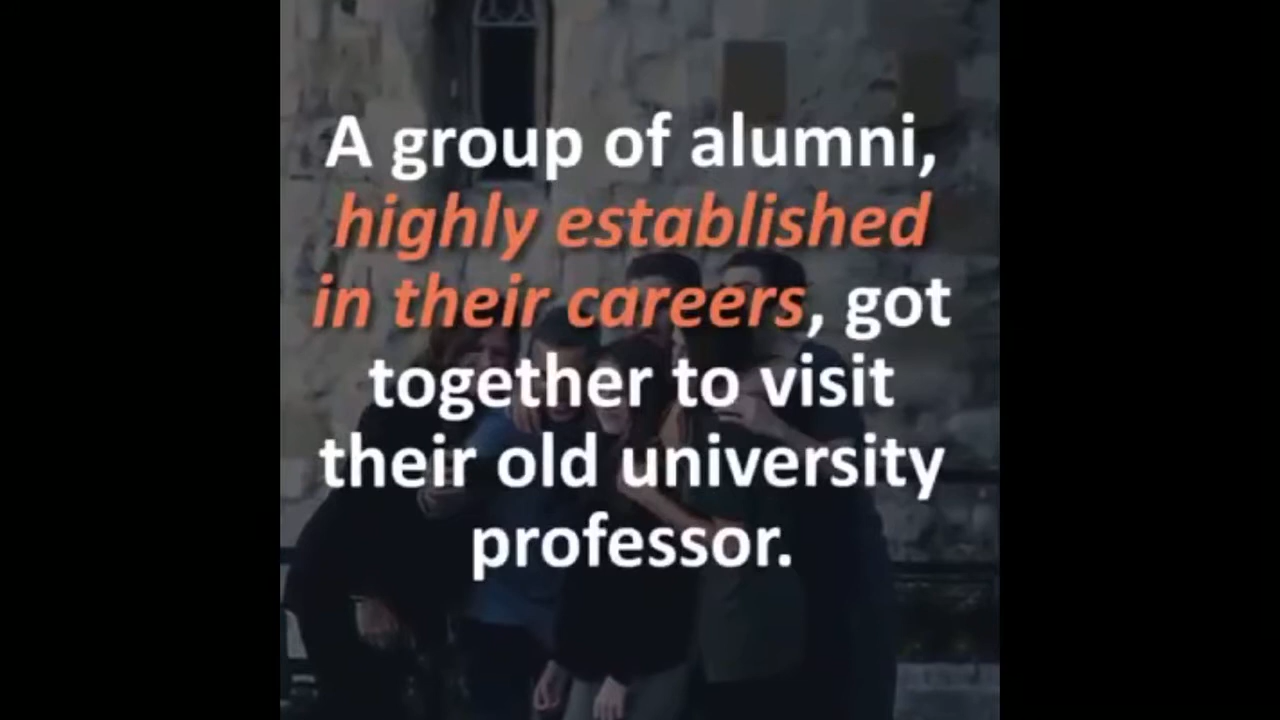 A group of alumni,
highly established
in their careers, got
together to visit
their old university
professor.